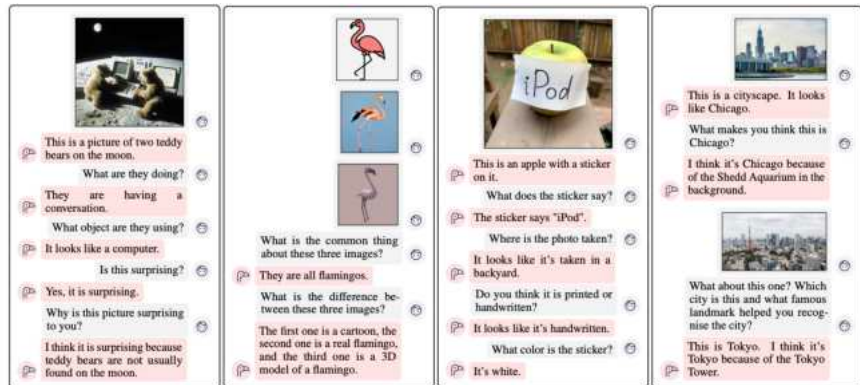 This is a picture of two teddy
bears on the moon.
What are they doing?
They are having a
conversation.
What object are they using?
It looks like a computer.
Is this surprising?
Yes, it is surprising.
Why is this picture surprising
to you?
I think it is surprising because
teddy bears are not usually
found on the moon.
What is the common thing
about these three images?
They are all flamingos.
What is the difference be-
tween these three images?
The first one is a cartoon, the
second one is a real flamingo,
and the third one is a 3D
model of a flamingo.
iPod
This is an apple with a sticker
on it.
What does the sticker say?
The sticker says "iPod".
Where is the photo taken?
It looks like it's taken in a
backyard.
Do you think it is printed or
handwritten?
It looks like it's handwritten.
What color is the sticker?
It's white.
This is a cityscape. It looks
like Chicago.
What makes you think this is
Chicago?
I think it's Chicago because
of the Shedd Aquarium in the
background.
What about this one? Which
city is this and what famous
landmark helped you recog-
nise the city?
This is Tokyo. I think it's
Tokyo because of the Tokyo
Tower.